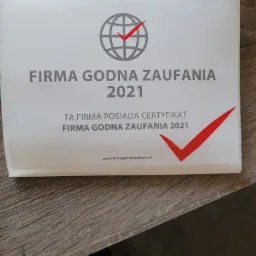 FIRMA GODNA ZAUFANIA
2021
TA FIRMA POSIADA CERTYFIKAT
FIRMA GODNA ZAUFANIA 2021